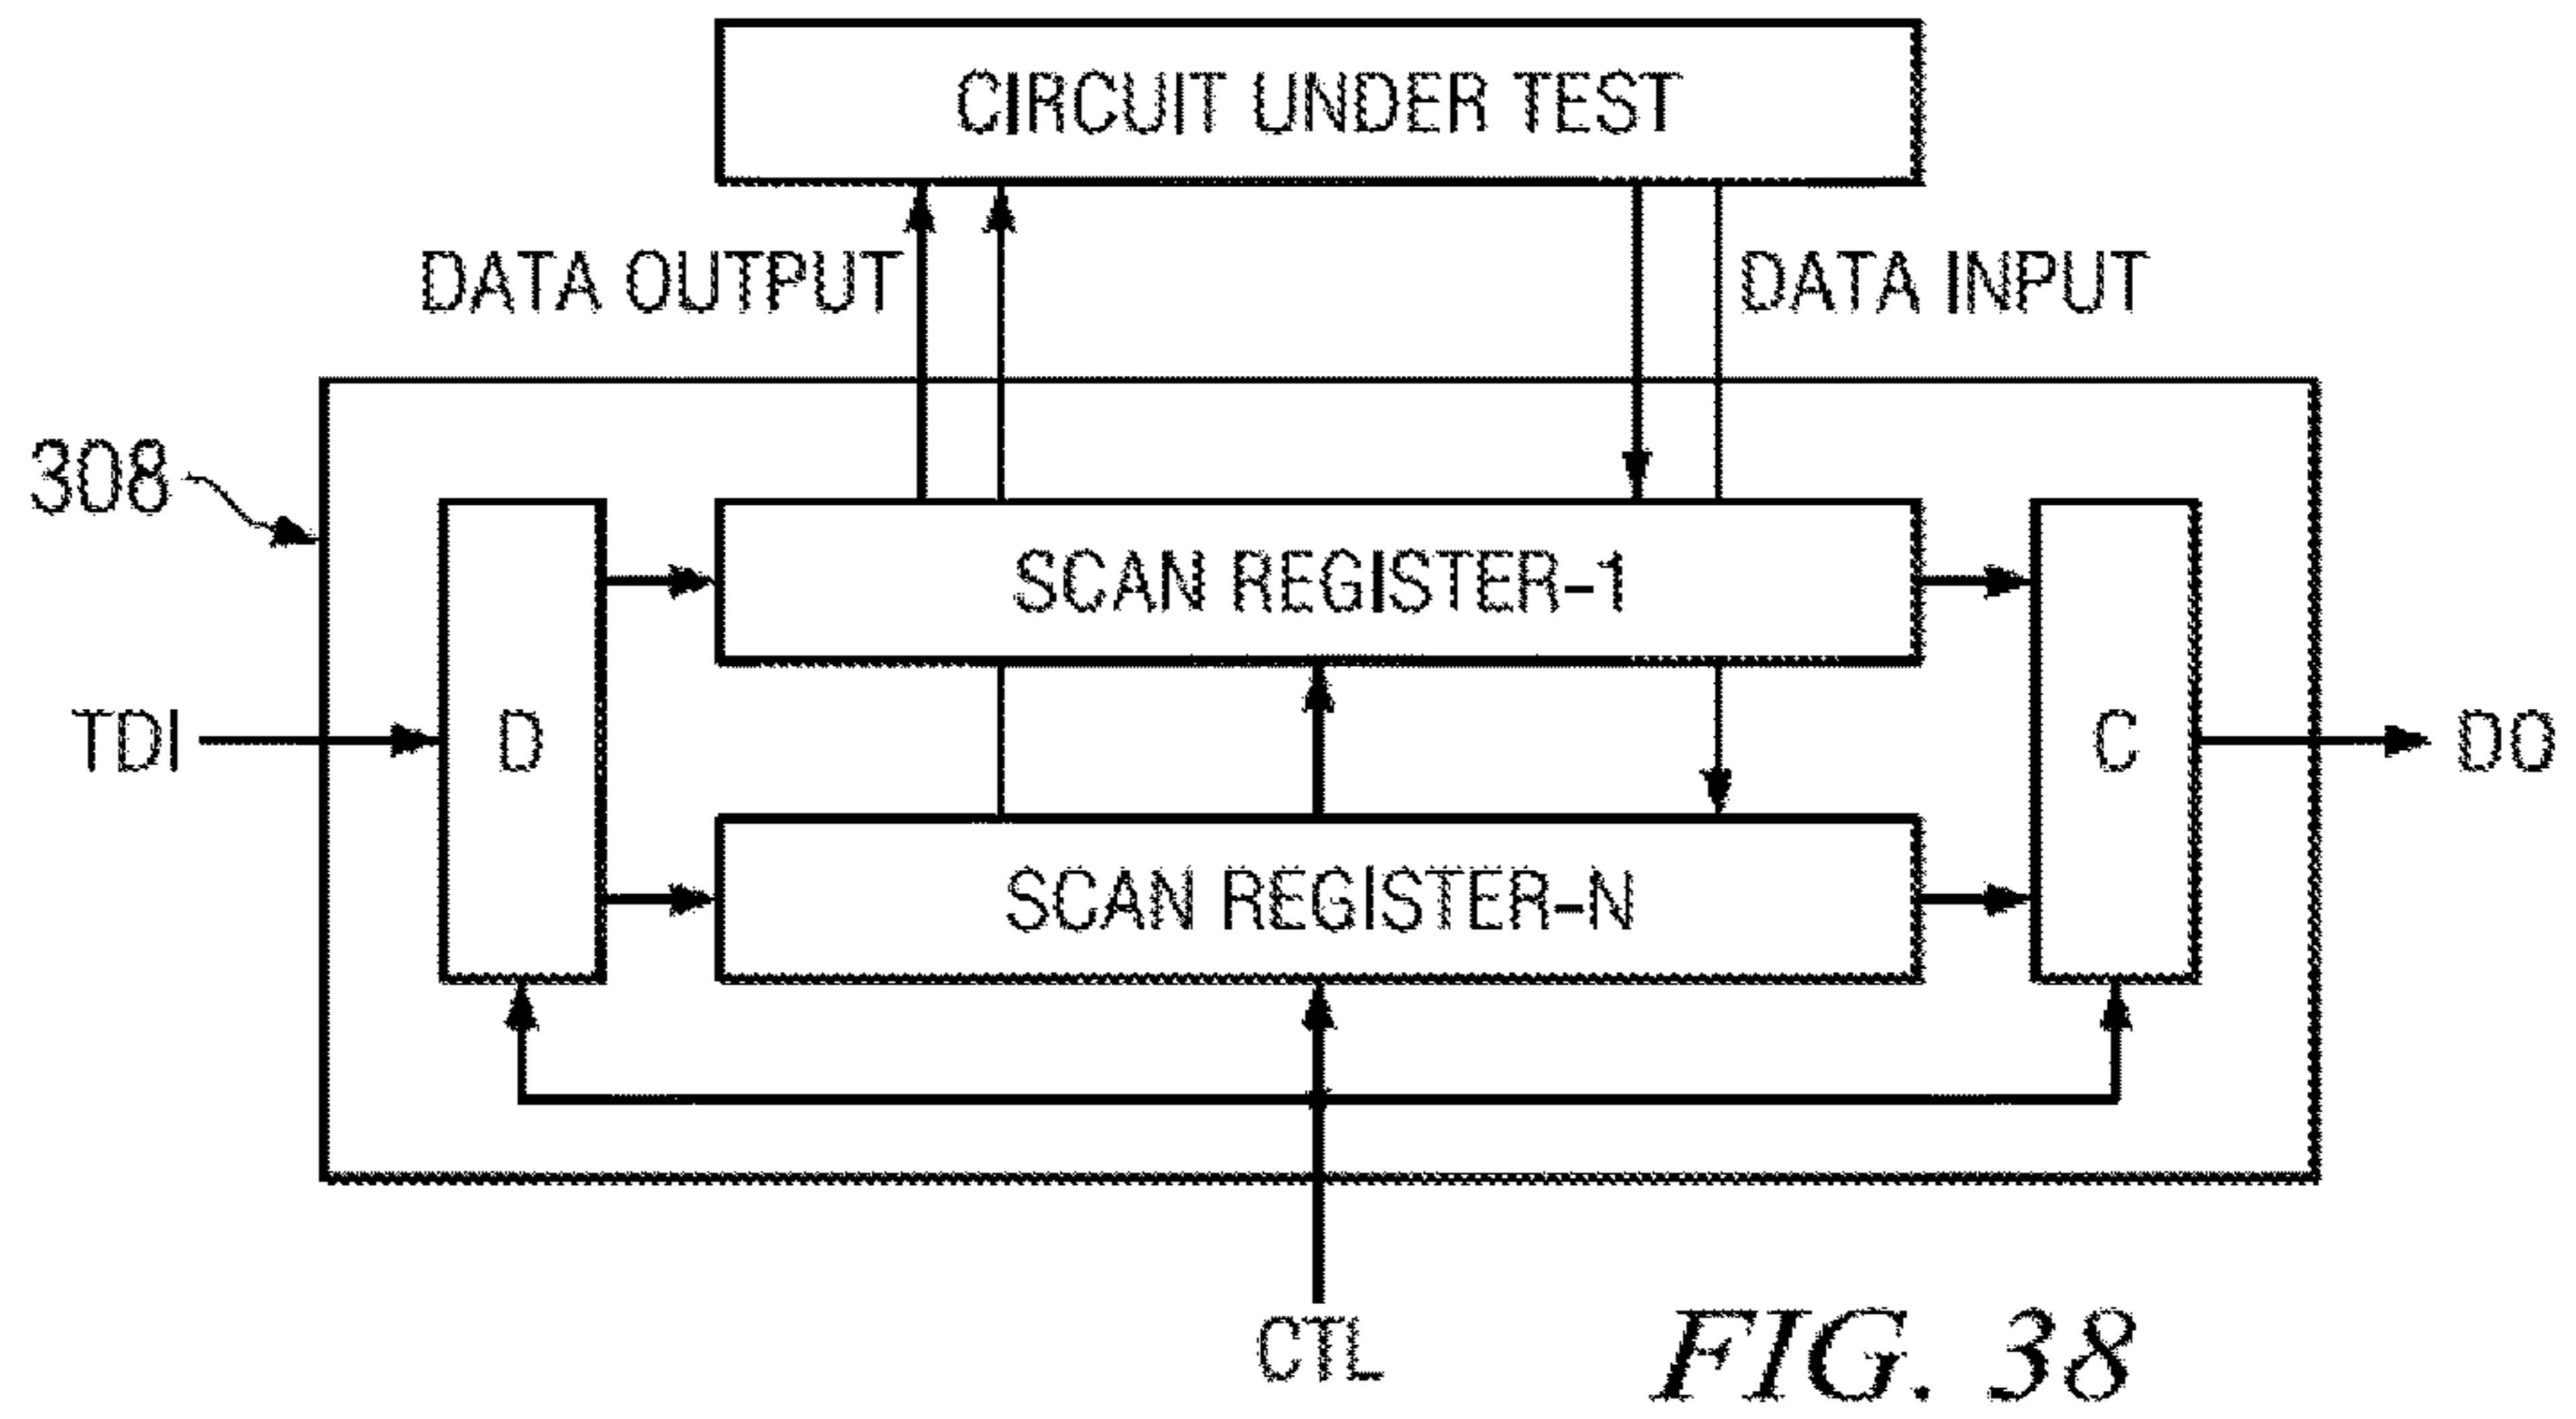 CIRCUIT UNDER TEST
DATA OUTPUT
DATA INPUT
308
SCAN REGISTER-1
TDI
D
C
DO
SCAN REGISTER-N
CTL
FIG. 38